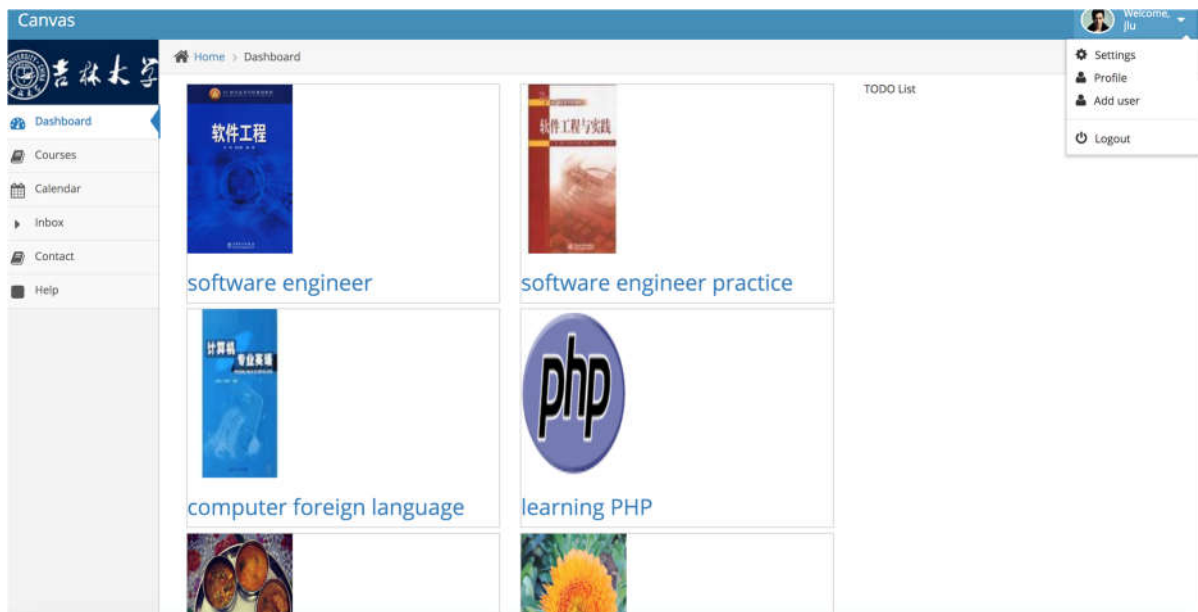 Canvas
Welcome,
jlu
Settings
Profile
Add user
Logout
吉林大学
Home > Dashboard
Dashboard
Courses
Calendar
Inbox
Contact
Help
TODO List
软件工程
software engineer
软件工程与实践
software engineer practice
计算机
专业英语
computer foreign language
php
learning PHP